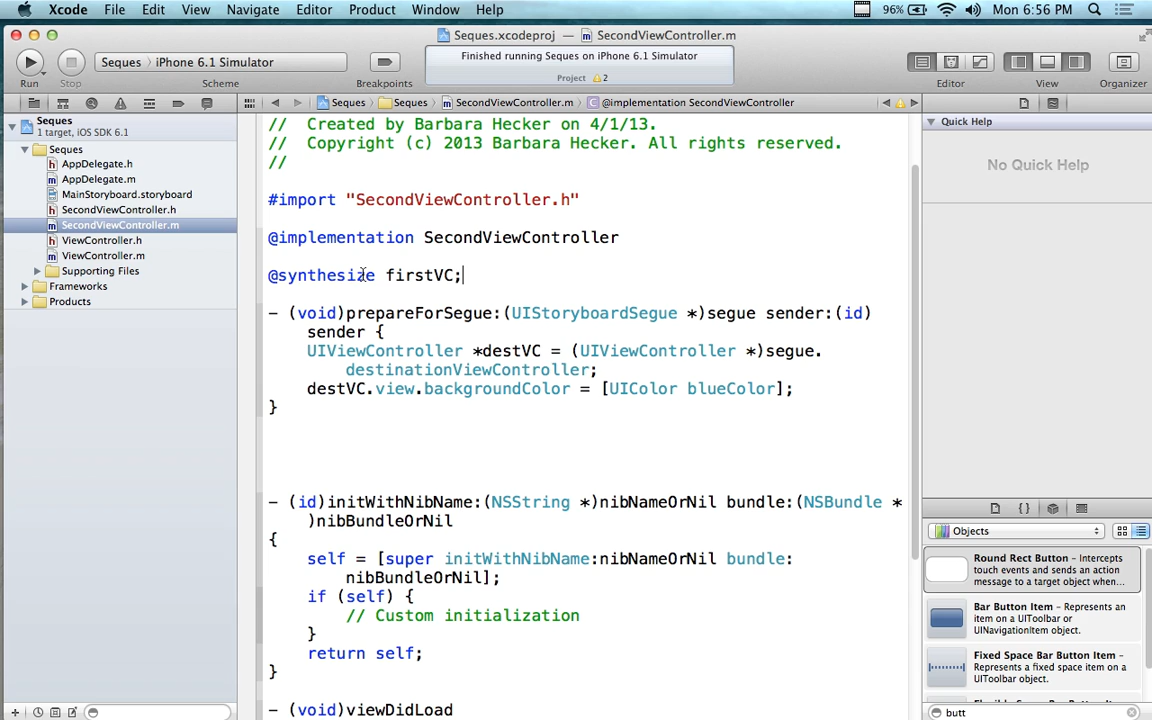 Xcode File Edit View Navigate Editor Product Window Help 96% Mon 6:56 PM
Seques.xcodeproj — SecondViewController.m
Seques iPhone 6.1 Simulator
Finished running Seques on iPhone 6.1 Simulator
Project 2
Run Stop Scheme Breakpoints Editor View Organizer
Seques Seques SecondViewController.m @implementation SecondViewController
Seques
1 target, iOS SDK 6.1
Seques
AppDelegate.h
AppDelegate.m
MainStoryboard.storyboard
SecondViewController.h
SecondViewController.m
ViewController.h
ViewController.m
Supporting Files
Frameworks
Products
// Created by Barbara Hecker on 4/1/13.
// Copyright (c) 2013 Barbara Hecker. All rights reserved.
//
#import "SecondViewController.h"
@implementation SecondViewController
@synthesize firstVC;
- (void)prepareForSegue:(UIStoryboardSegue *)segue sender:(id)
sender {
UIViewController *destVC = (UIViewController *)segue.
destinationViewController;
destVC.view.backgroundColor = [UIColor blueColor];
}
- (id)initWithNibName:(NSString *)nibNameOrNil bundle:(NSBundle *
)nibBundleOrNil
{
self = [super initWithNibName:nibNameOrNil bundle:
nibBundleOrNil];
if (self) {
// Custom initialization
}
return self;
}
- (void)viewDidLoad
Quick Help
No Quick Help
{ }
Objects
Round Rect Button – Intercepts
touch events and sends an action
message to a target object when...
Bar Button Item – Represents an
item on a UIToolbar or
UINavigationItem object.
Fixed Space Bar Button Item –
Represents a fixed space item on a
UIToolbar object.
butt